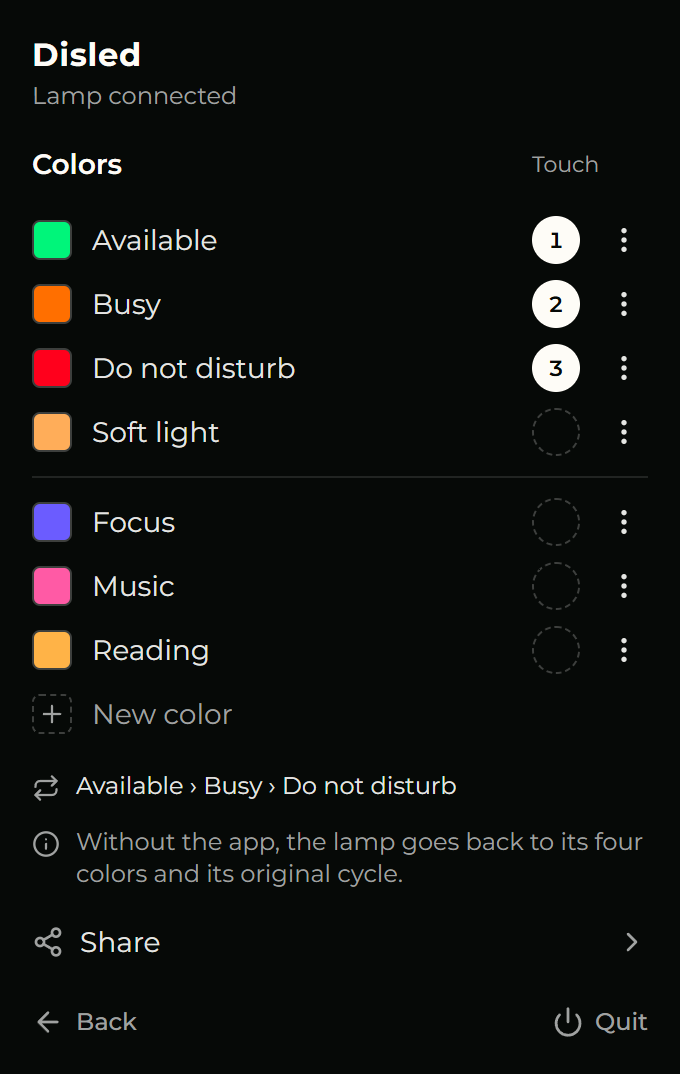 Disled
Lamp connected
Colors Touch
Available 1
Busy 2
Do not disturb 3
Soft light
Focus
Music
Reading
New color
Available › Busy › Do not disturb
Without the app, the lamp goes back to its four
colors and its original cycle.
Share
Back Quit